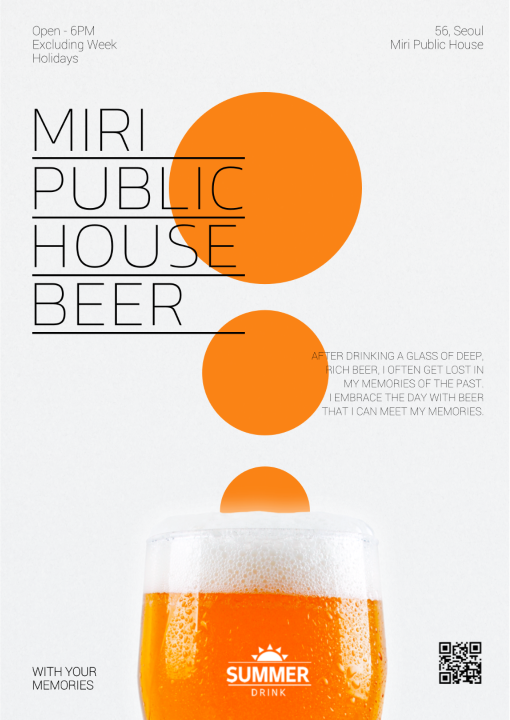 Open - 6PM
Excluding Week
Holidays
56, Seoul
Miri Public House
MIRI
PUBLIC
HOUSE
BEER
AFTER DRINKING A GLASS OF DEEP,
RICH BEER, I OFTEN GET LOST IN
MY MEMORIES OF THE PAST.
I EMBRACE THE DAY WITH BEER
THAT I CAN MEET MY MEMORIES.
SUMMER
DRINK
WITH YOUR
MEMORIES